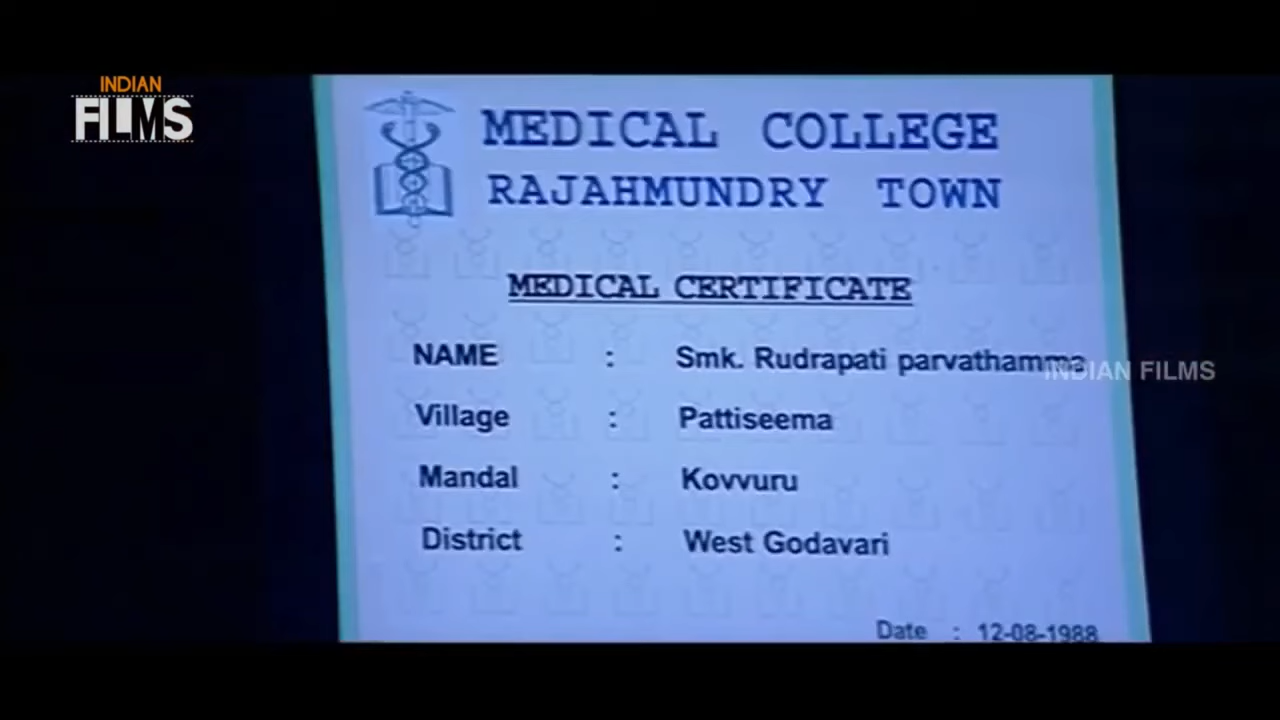 INDIAN
FILMS
MEDICAL COLLEGE
RAJAHMUNDRY TOWN
MEDICAL CERTIFICATE
NAME : Smk. Rudrapati parvathamma
INDIAN FILMS
Village : Pattiseema
Mandal : Kovvuru
District : West Godavari
Date : 12-08-1988